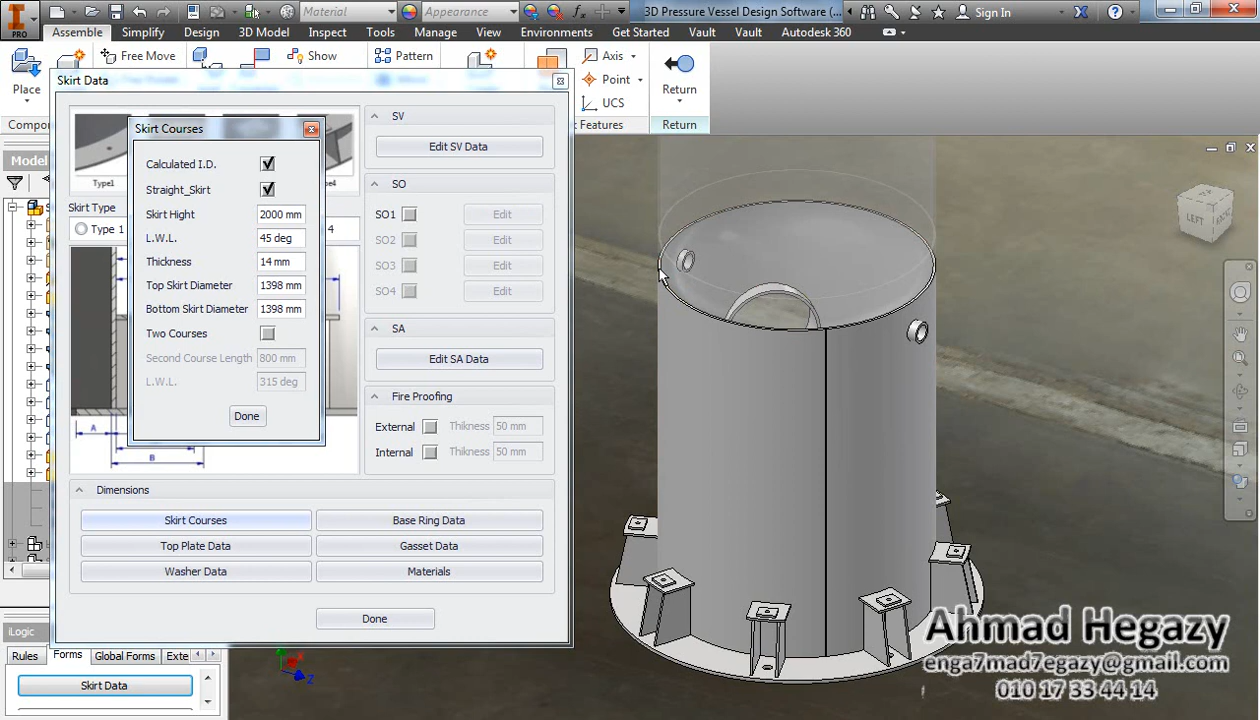 Material
Appearance
3D Pressure Vessel Design Software (...
Sign In
PRO
Assemble
Simplify
Design
3D Model
Inspect
Tools
Manage
View
Environments
Get Started
Vault
Vault
Autodesk 360
Place
Free Move
Show
Pattern
Axis
Point
UCS
Return
Compor
t Features
Return
Model
Skirt Data
Type1
Skirt Type
Type 1
4
A
B
Skirt Courses
Calculated I.D.
Straight_Skirt
Skirt Hight
2000 mm
L.W.L.
45 deg
Thickness
14 mm
Top Skirt Diameter
1398 mm
Bottom Skirt Diameter
1398 mm
Two Courses
Second Course Length
800 mm
L.W.L.
315 deg
Done
SV
Edit SV Data
SO
SO1
Edit
SO2
Edit
SO3
Edit
SO4
Edit
SA
Edit SA Data
Fire Proofing
External
Thikness
50 mm
Internal
Thikness
50 mm
Dimensions
Skirt Courses
Base Ring Data
Top Plate Data
Gasset Data
Washer Data
Materials
Done
iLogic
Rules
Forms
Global Forms
Exte
Skirt Data
LEFT
Z
Ahmad Hegazy
enga7mad7egazy@gmail.com
010 17 33 44 14